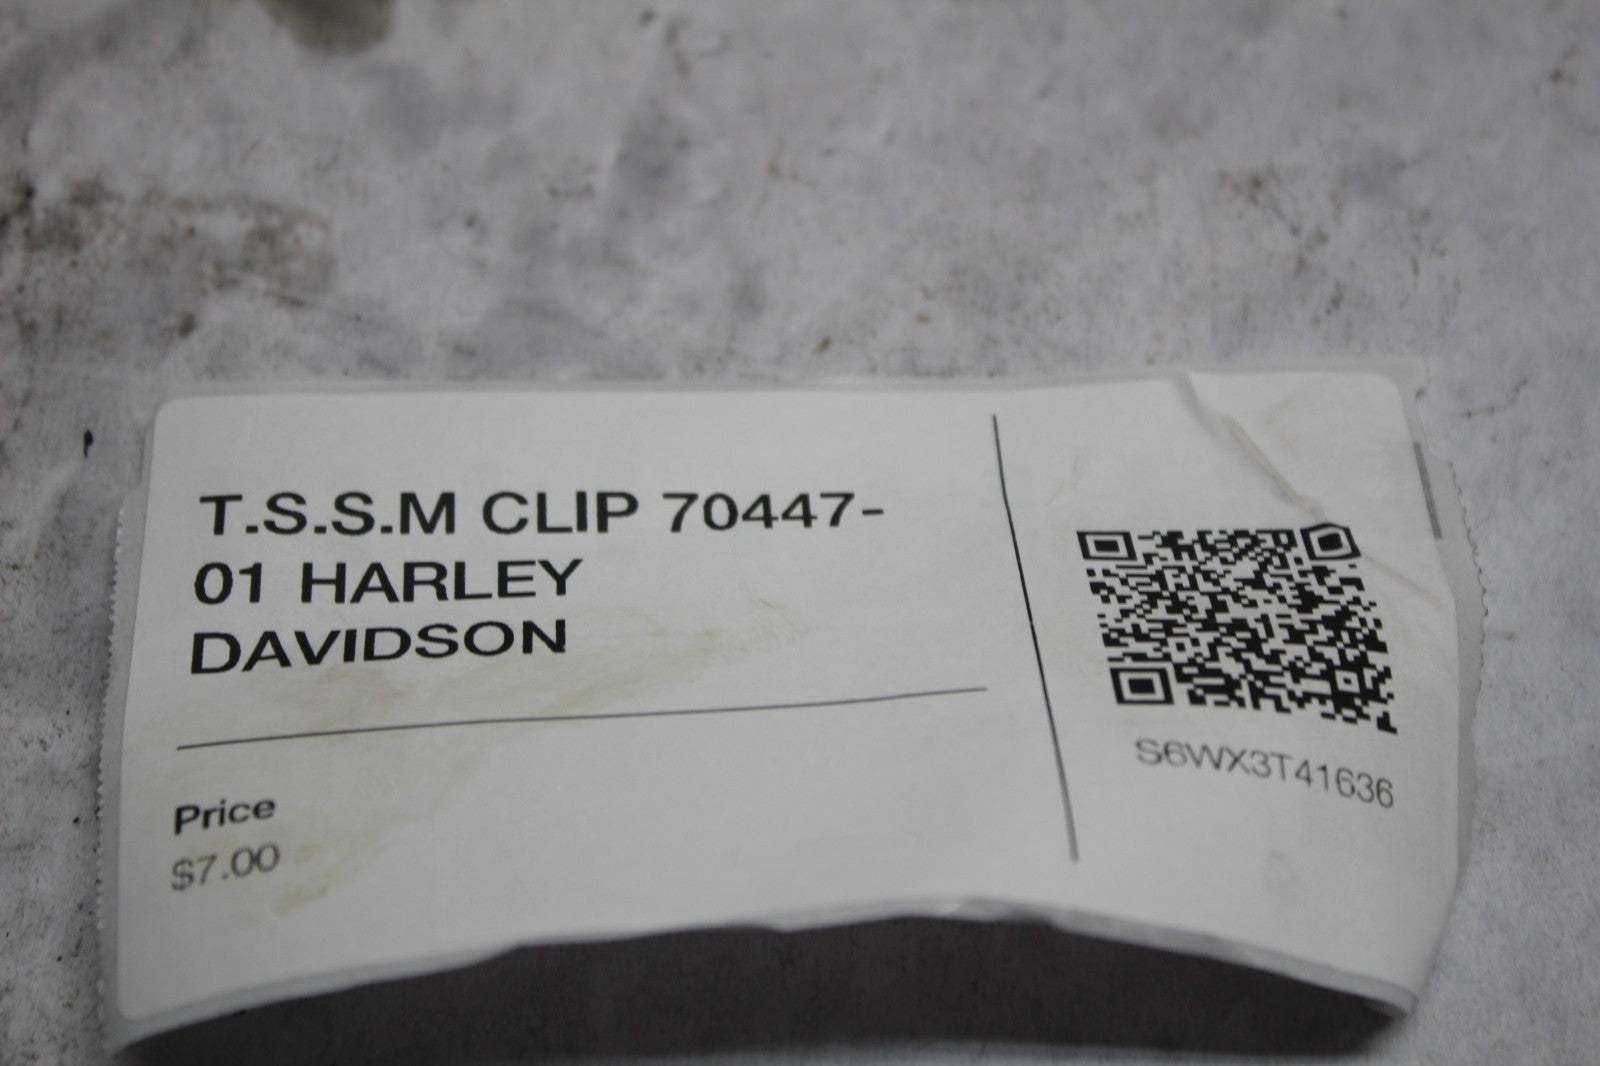 T.S.S.M CLIP 70447-
01 HARLEY
DAVIDSON
Price
$7.00
S6WX3T41636